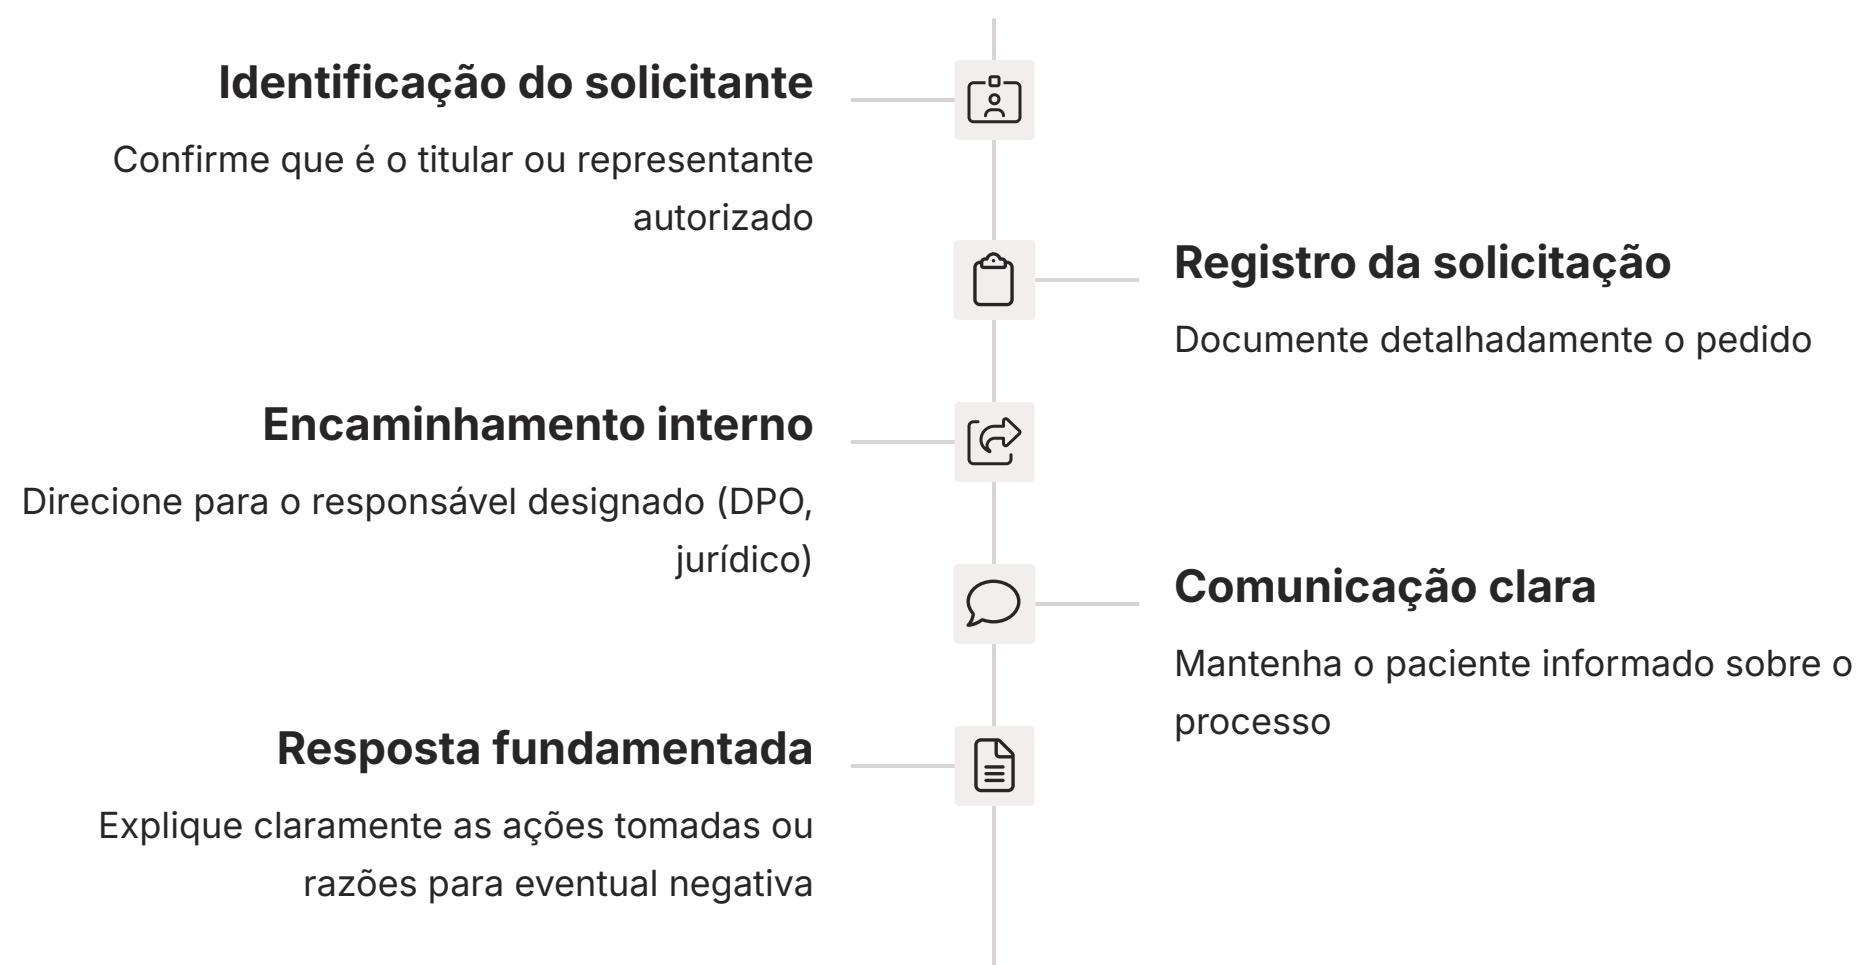 Identificação do solicitante
Confirme que é o titular ou representante
autorizado
Registro da solicitação
Documente detalhadamente o pedido
Encaminhamento interno
Direcione para o responsável designado (DPO,
jurídico)
Comunicação clara
Mantenha o paciente informado sobre o
processo
Resposta fundamentada
Explique claramente as ações tomadas ou
razões para eventual negativa